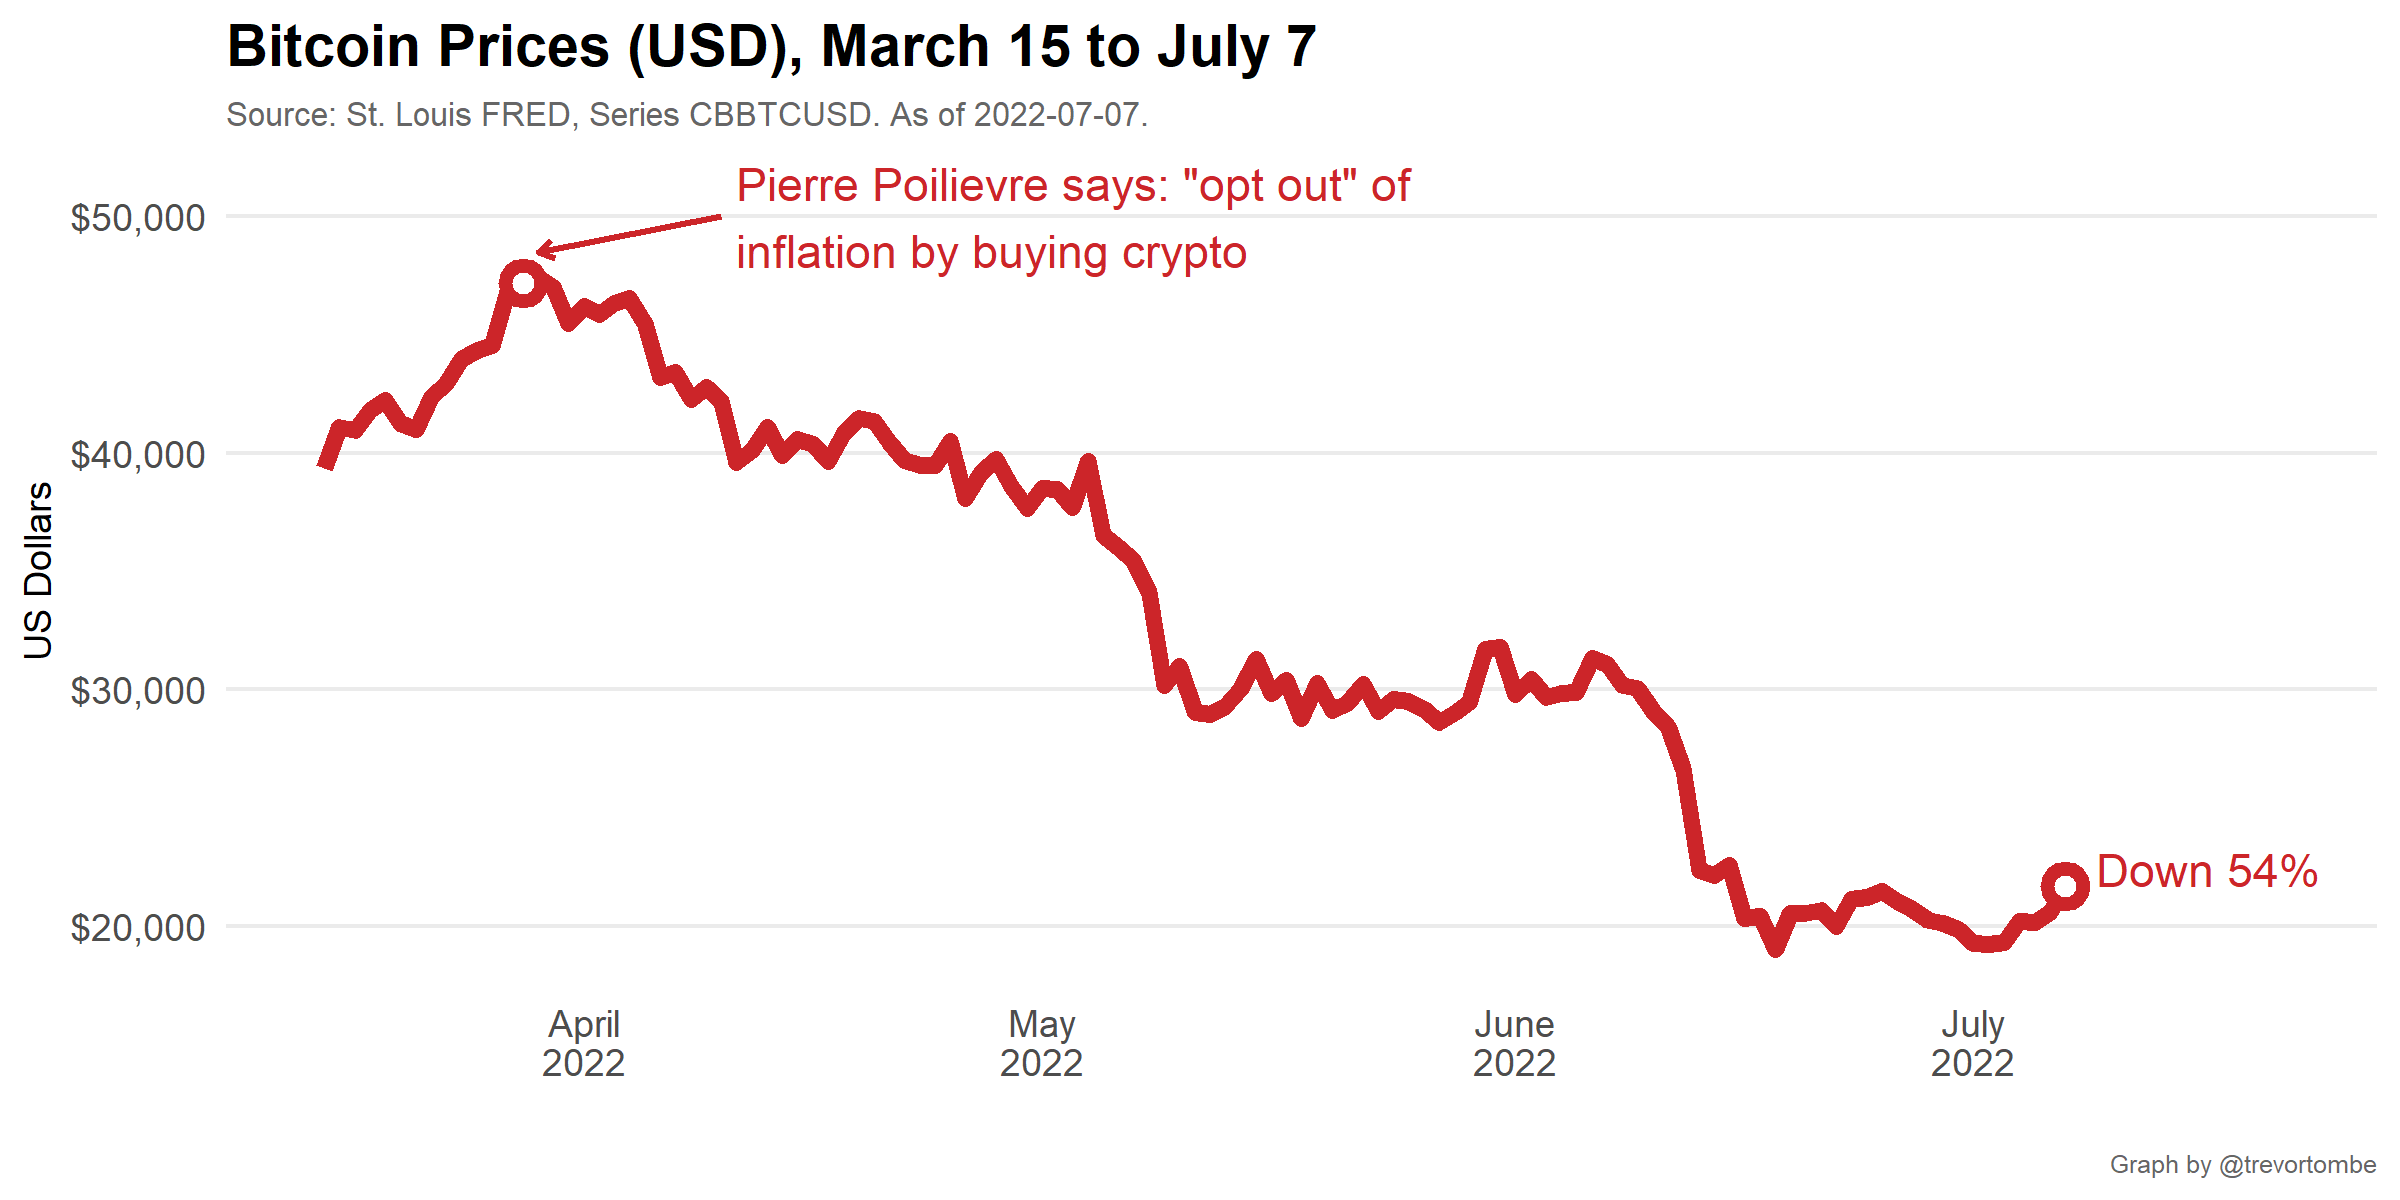 Bitcoin Prices (USD), March 15 to July 7
Source: St. Louis FRED, Series CBBTCUSD. As of 2022-07-07.
Pierre Poilievre says: "opt out" of
inflation by buying crypto
US Dollars
$50,000
$40,000
$30,000
$20,000
Down 54%
April
2022
May
2022
June
2022
July
2022
Graph by @trevortombe